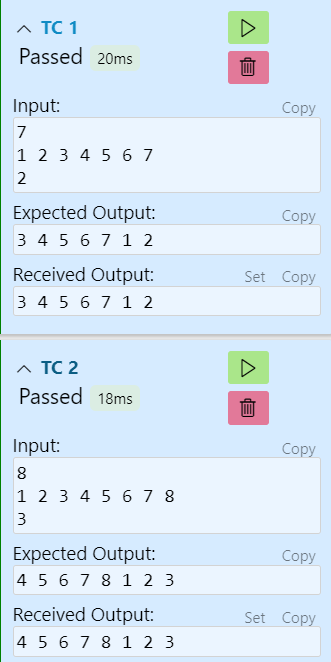 TC 1
Passed 20ms
Input:
Copy
7
1 2 3 4 5 6 7
2
Expected Output:
Copy
3 4 5 6 7 1 2
Received Output:
Set Copy
3 4 5 6 7 1 2
TC 2
Passed 18ms
Input:
Copy
8
1 2 3 4 5 6 7 8
3
Expected Output:
Copy
4 5 6 7 8 1 2 3
Received Output:
Set Copy
4 5 6 7 8 1 2 3